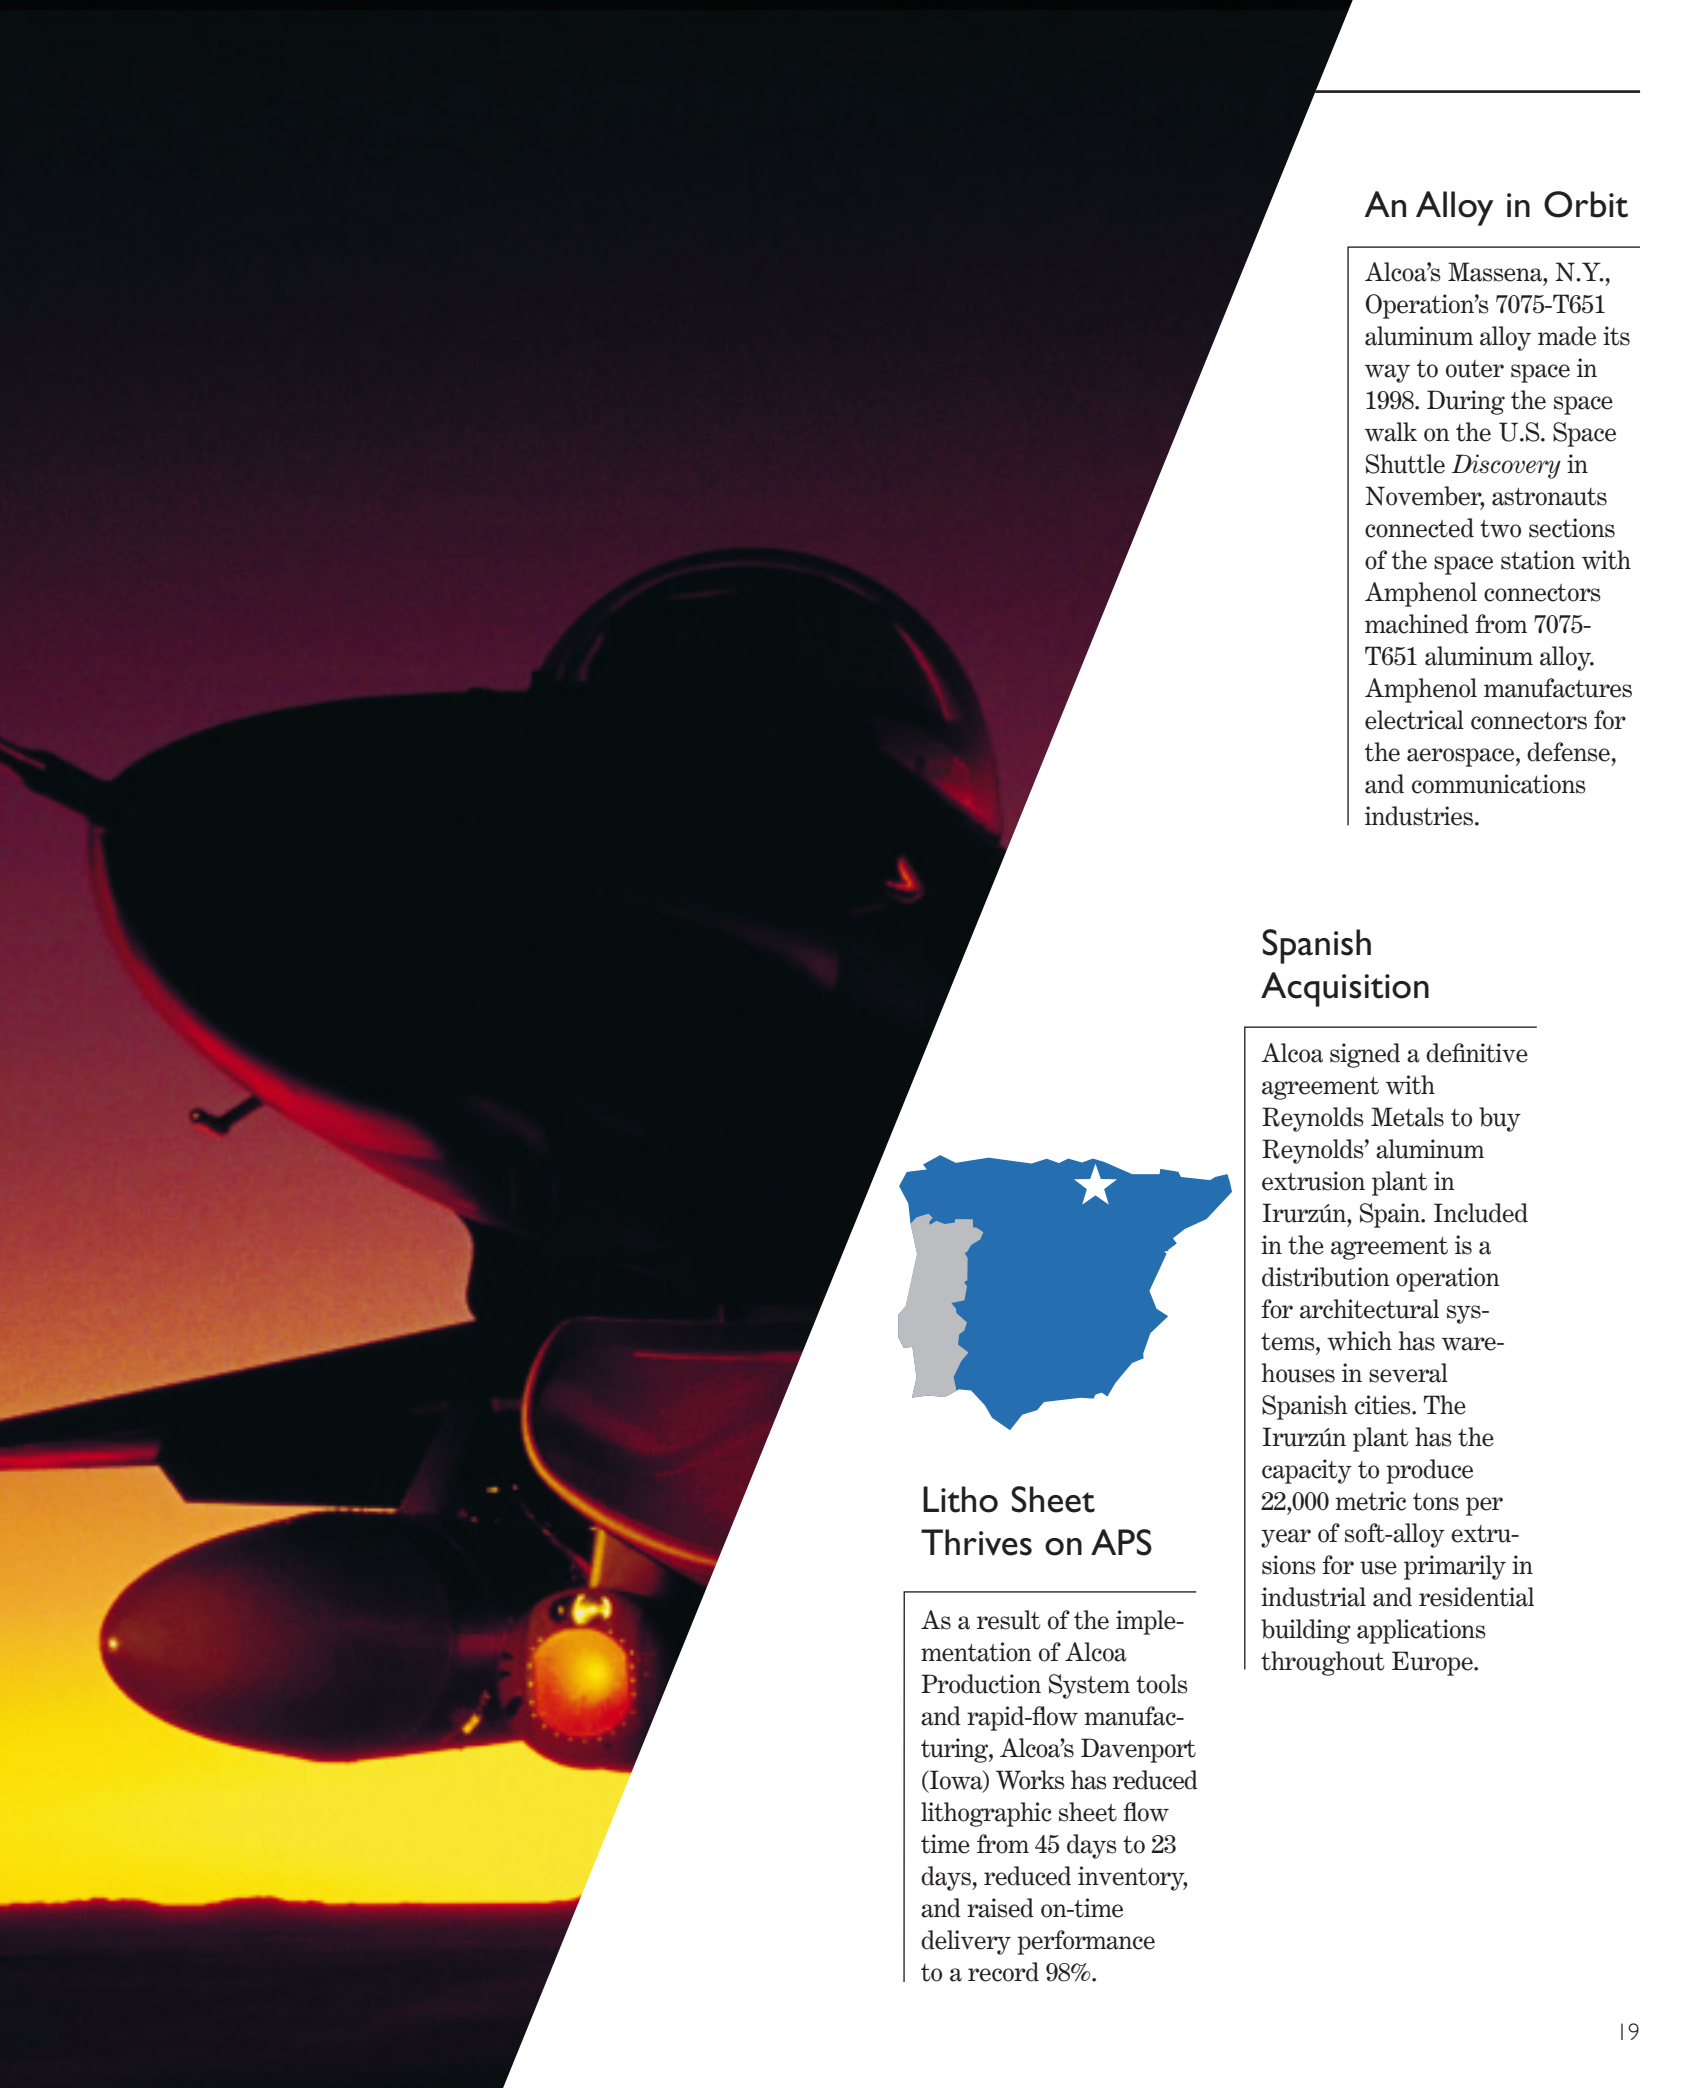 An Alloy in Orbit
Alcoa’s Massena, N.Y.,
Operation’s 7075-T651
aluminum alloy made its
way to outer space in
1998. During the space
walk on the U.S. Space
Shuttle Discovery in
November, astronauts
connected two sections
of the space station with
Amphenol connectors
machined from 7075-
T651 aluminum alloy.
Amphenol manufactures
electrical connectors for
the aerospace, defense,
and communications
industries.
Spanish
Acquisition
Alcoa signed a definitive
agreement with
Reynolds Metals to buy
Reynolds’ aluminum
extrusion plant in
Irurzún, Spain. Included
in the agreement is a
distribution operation
for architectural sys-
tems, which has ware-
houses in several
Spanish cities. The
Irurzún plant has the
capacity to produce
22,000 metric tons per
year of soft-alloy extru-
sions for use primarily in
industrial and residential
building applications
throughout Europe.
Litho Sheet
Thrives on APS
As a result of the imple-
mentation of Alcoa
Production System tools
and rapid-flow manufac-
turing, Alcoa’s Davenport
(Iowa) Works has reduced
lithographic sheet flow
time from 45 days to 23
days, reduced inventory,
and raised on-time
delivery performance
to a record 98%.
19